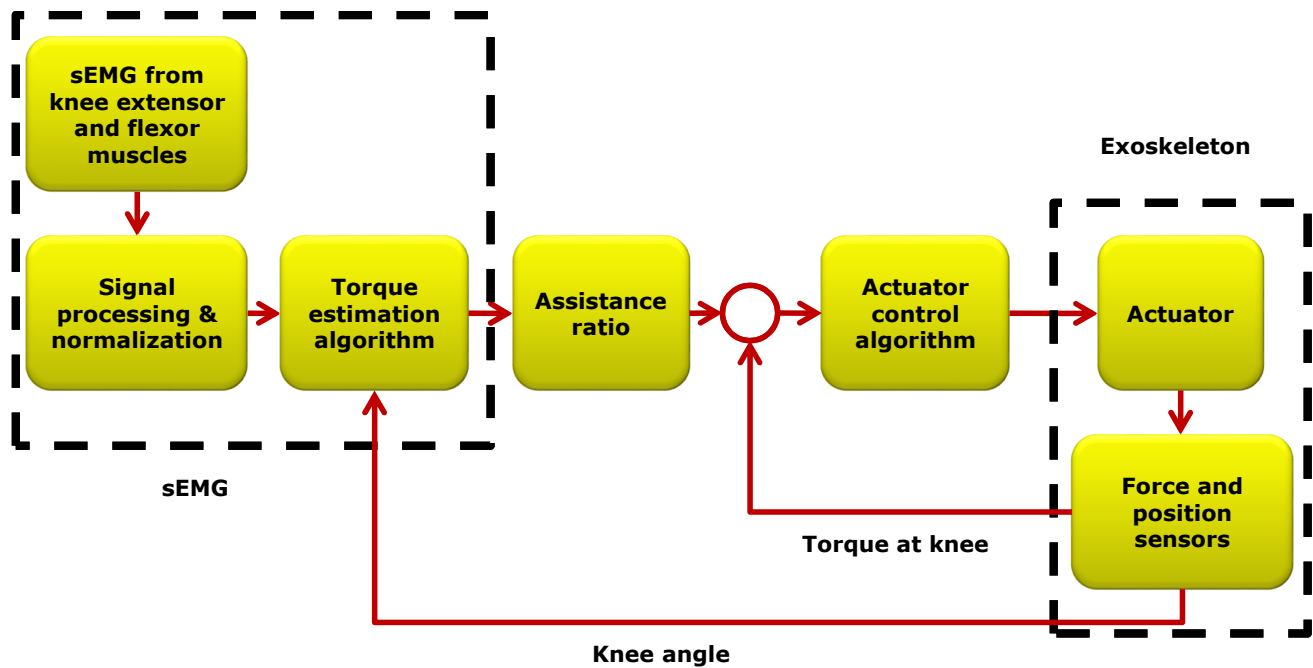 sEMG from
knee extensor
and flexor
muscles
Exoskeleton
Signal
processing &
normalization
Torque
estimation
algorithm
Assistance
ratio
Actuator
control
algorithm
Actuator
sEMG
Force and
position
sensors
Torque at knee
Knee angle